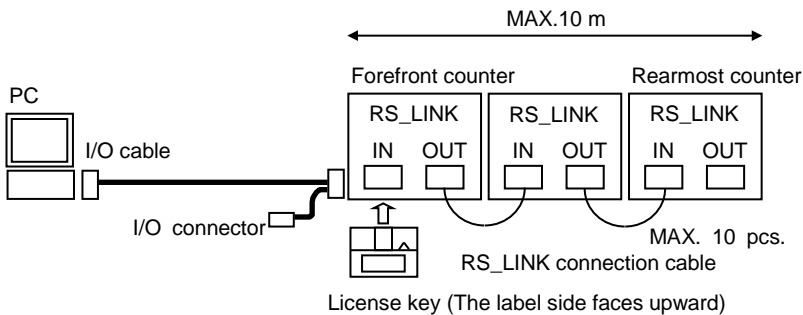 MAX.10 m
Forefront counter
Rearmost counter
PC
RS_LINK
RS_LINK
RS_LINK
I/O cable
IN OUT
IN OUT
IN OUT
I/O connector
MAX. 10 pcs.
RS_LINK connection cable
License key (The label side faces upward)